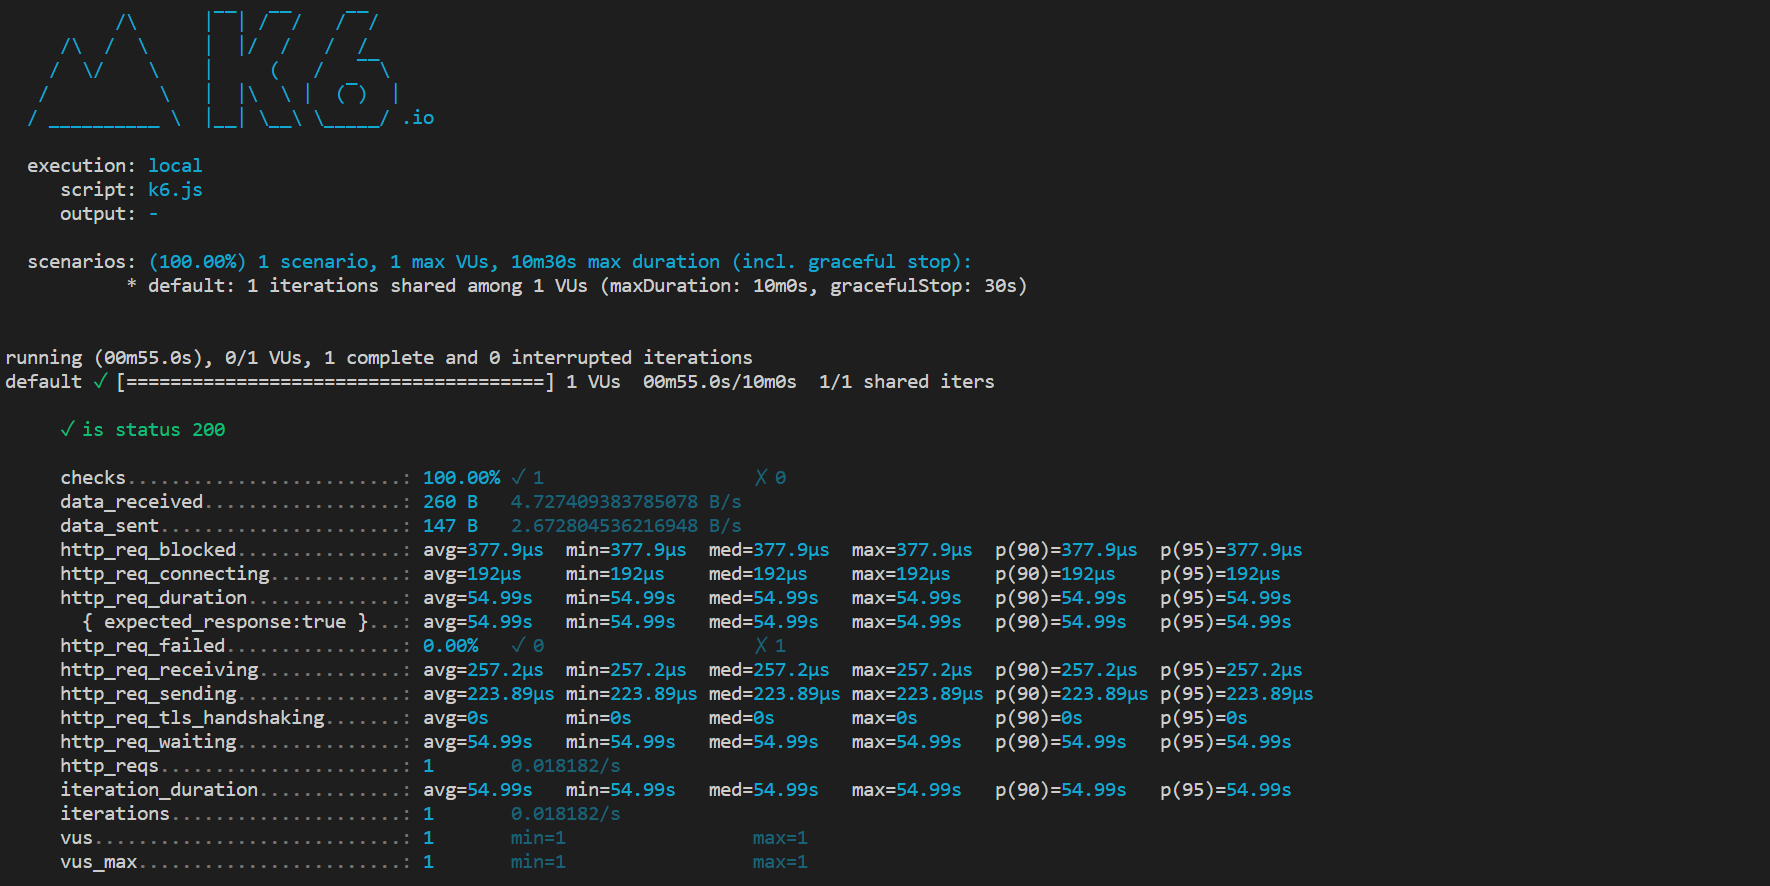 /\      |‾‾| /‾‾/   /‾‾/
     /\  /  \     |  |/  /   /  /
    /  \/    \    |     (   /   ‾‾\
   /          \   |  |\  \ |  (‾)  |
  / __________ \  |__| \__\ \_____/ .io
execution: local
script: k6.js
output: -
scenarios: (100.00%) 1 scenario, 1 max VUs, 10m30s max duration (incl. graceful stop):
* default: 1 iterations shared among 1 VUs (maxDuration: 10m0s, gracefulStop: 30s)
running (00m55.0s), 0/1 VUs, 1 complete and 0 interrupted iterations
default ✓ [======================================] 1 VUs  00m55.0s/10m0s  1/1 shared iters
✓ is status 200
checks.........................: 100.00% ✓ 1 ✗ 0
data_received..................: 260 B 4.727409383785078 B/s
data_sent......................: 147 B 2.672804536216948 B/s
http_req_blocked...............: avg=377.9µs min=377.9µs med=377.9µs max=377.9µs p(90)=377.9µs p(95)=377.9µs
http_req_connecting............: avg=192µs min=192µs med=192µs max=192µs p(90)=192µs p(95)=192µs
http_req_duration..............: avg=54.99s min=54.99s med=54.99s max=54.99s p(90)=54.99s p(95)=54.99s
{ expected_response:true }...: avg=54.99s min=54.99s med=54.99s max=54.99s p(90)=54.99s p(95)=54.99s
http_req_failed................: 0.00% ✓ 0 ✗ 1
http_req_receiving.............: avg=257.2µs min=257.2µs med=257.2µs max=257.2µs p(90)=257.2µs p(95)=257.2µs
http_req_sending...............: avg=223.89µs min=223.89µs med=223.89µs max=223.89µs p(90)=223.89µs p(95)=223.89µs
http_req_tls_handshaking.......: avg=0s min=0s med=0s max=0s p(90)=0s p(95)=0s
http_req_waiting...............: avg=54.99s min=54.99s med=54.99s max=54.99s p(90)=54.99s p(95)=54.99s
http_reqs......................: 1 0.018182/s
iteration_duration.............: avg=54.99s min=54.99s med=54.99s max=54.99s p(90)=54.99s p(95)=54.99s
iterations.....................: 1 0.018182/s
vus............................: 1 min=1 max=1
vus_max........................: 1 min=1 max=1